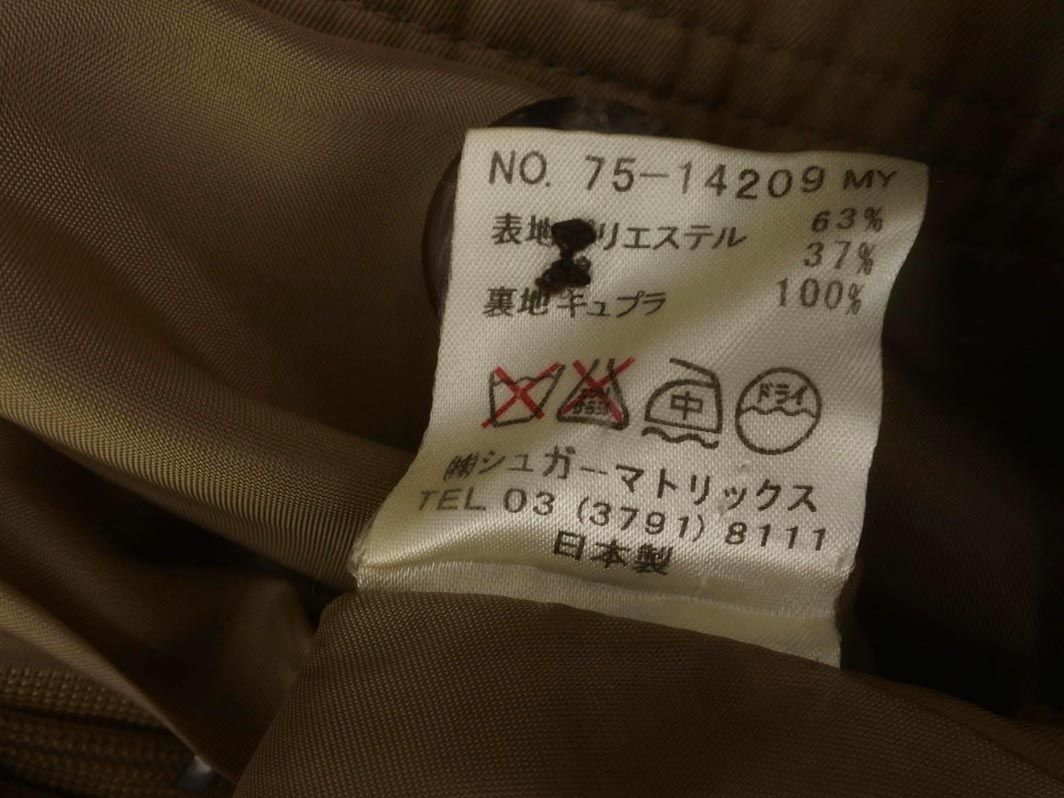 NO. 75-14209 MY
表地 ポリエステル 63%
37%
裏地 キュプラ 100%
中 ドライ
㈱シュガーマトリックス
TEL 03 (3791) 8111
日本製